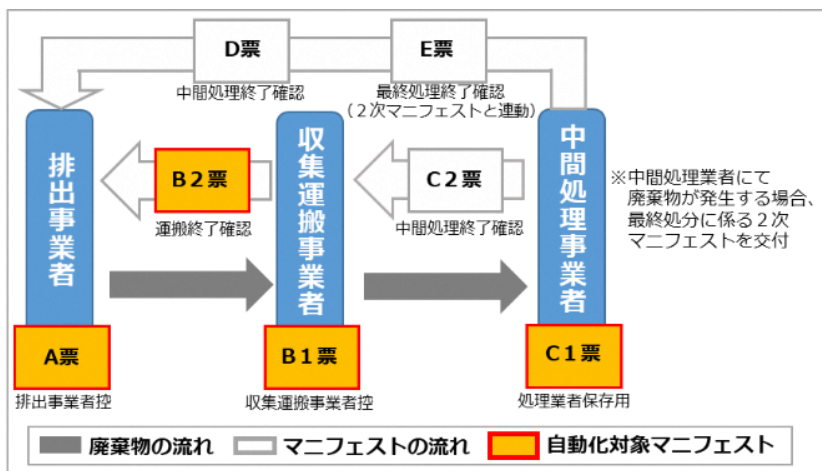 D票
E票
中間処理終了確認
最終処理終了確認
(２次マニフェストと連動)
排出事業者
収集運搬事業者
中間処理事業者
B２票
運搬終了確認
C２票
中間処理終了確認
※中間処理業者にて
廃棄物が発生する場合、
最終処分に係る２次
マニフェストを交付
A票
排出事業者控
B１票
収集運搬事業者控
C１票
処理業者保存用
廃棄物の流れ
マニフェストの流れ
自動化対象マニフェスト